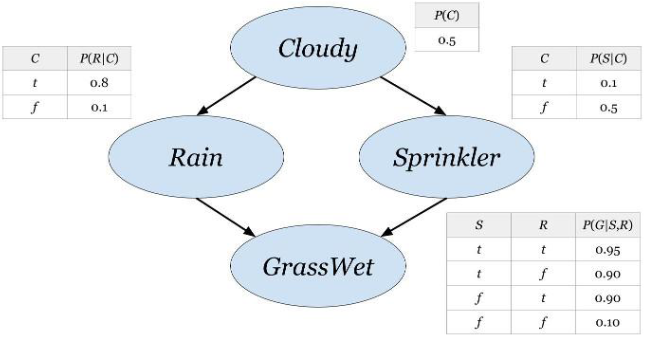 Cloudy
P(C)
0.5
C P(R|C)
t 0.8
f 0.1
C P(S|C)
t 0.1
f 0.5
Rain
Sprinkler
GrassWet
S R P(G|S,R)
t t 0.95
t f 0.90
f t 0.90
f f 0.10